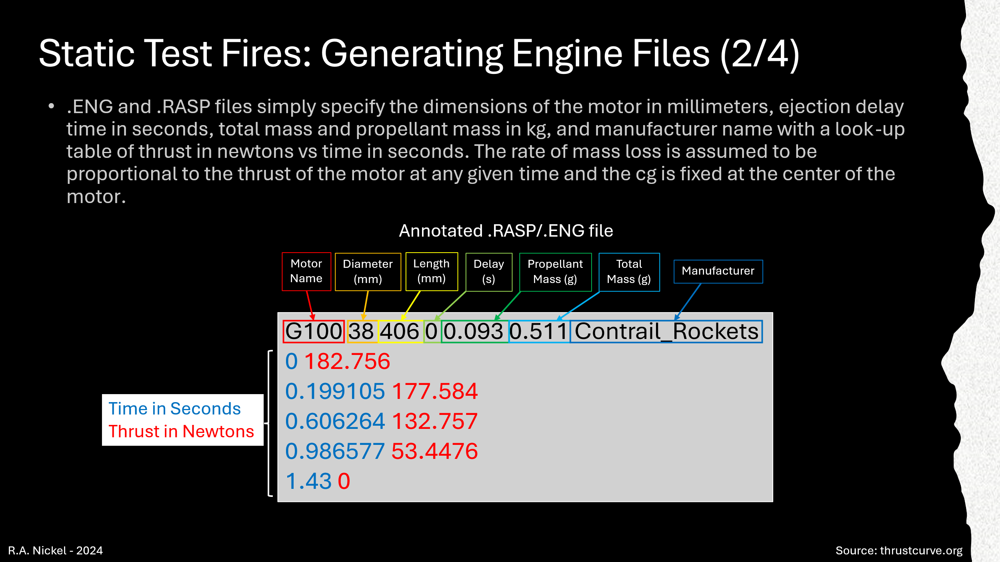 Static Test Fires: Generating Engine Files (2/4)
• .ENG and .RASP files simply specify the dimensions of the motor in millimeters, ejection delay
time in seconds, total mass and propellant mass in kg, and manufacturer name with a look-up
table of thrust in newtons vs time in seconds. The rate of mass loss is assumed to be
proportional to the thrust of the motor at any given time and the cg is fixed at the center of the
motor.
Annotated .RASP/.ENG file
Motor
Name
Diameter
(mm)
Length
(mm)
Delay
(s)
Propellant
Mass (g)
Total
Mass (g)
Manufacturer
G100 38 406 0 0.093 0.511 Contrail_Rockets
0 182.756
0.199105 177.584
0.606264 132.757
0.986577 53.4476
1.43 0
Time in Seconds
Thrust in Newtons
R.A. Nickel - 2024
Source: thrustcurve.org